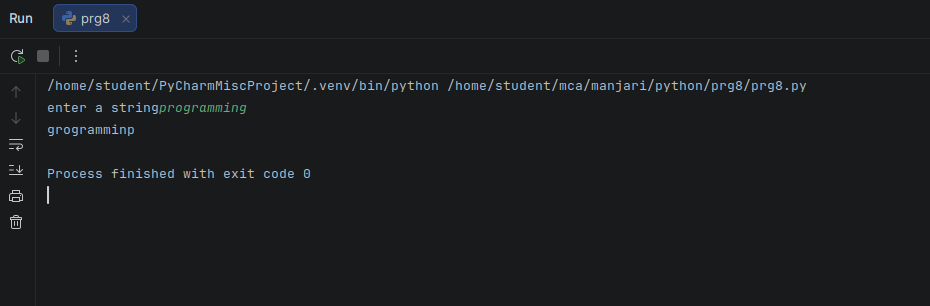 Run prg8
/home/student/PyCharmMiscProject/.venv/bin/python /home/student/mca/manjari/python/prg8/prg8.py
enter a stringprogramming
grogramminp
Process finished with exit code 0